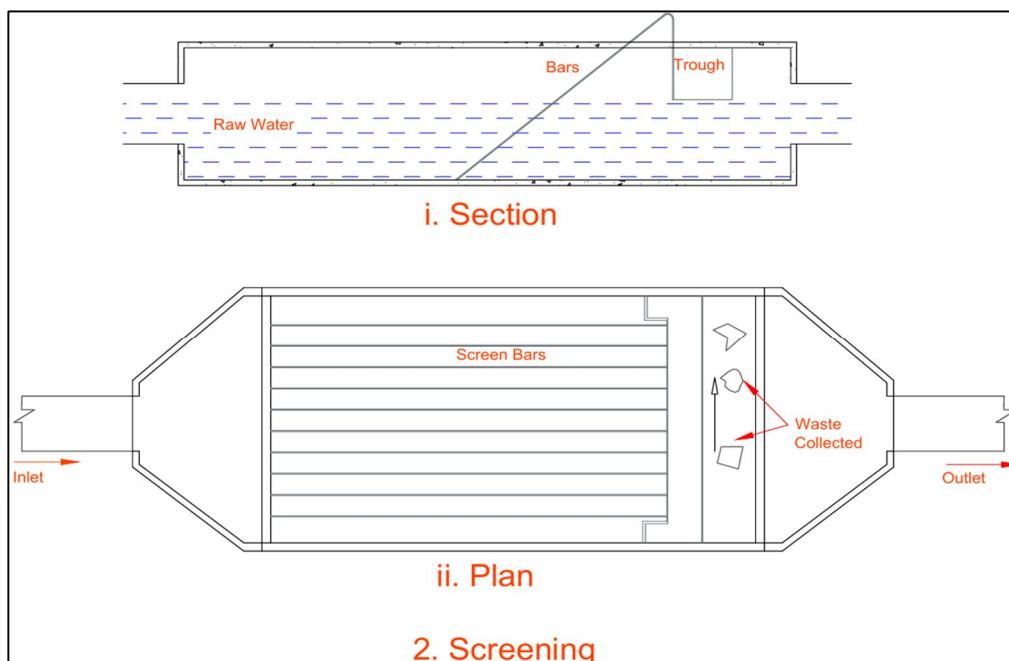 Bars
Trough
Raw Water
i. Section
Screen Bars
Waste
Collected
Inlet
Outlet
ii. Plan
2. Screening